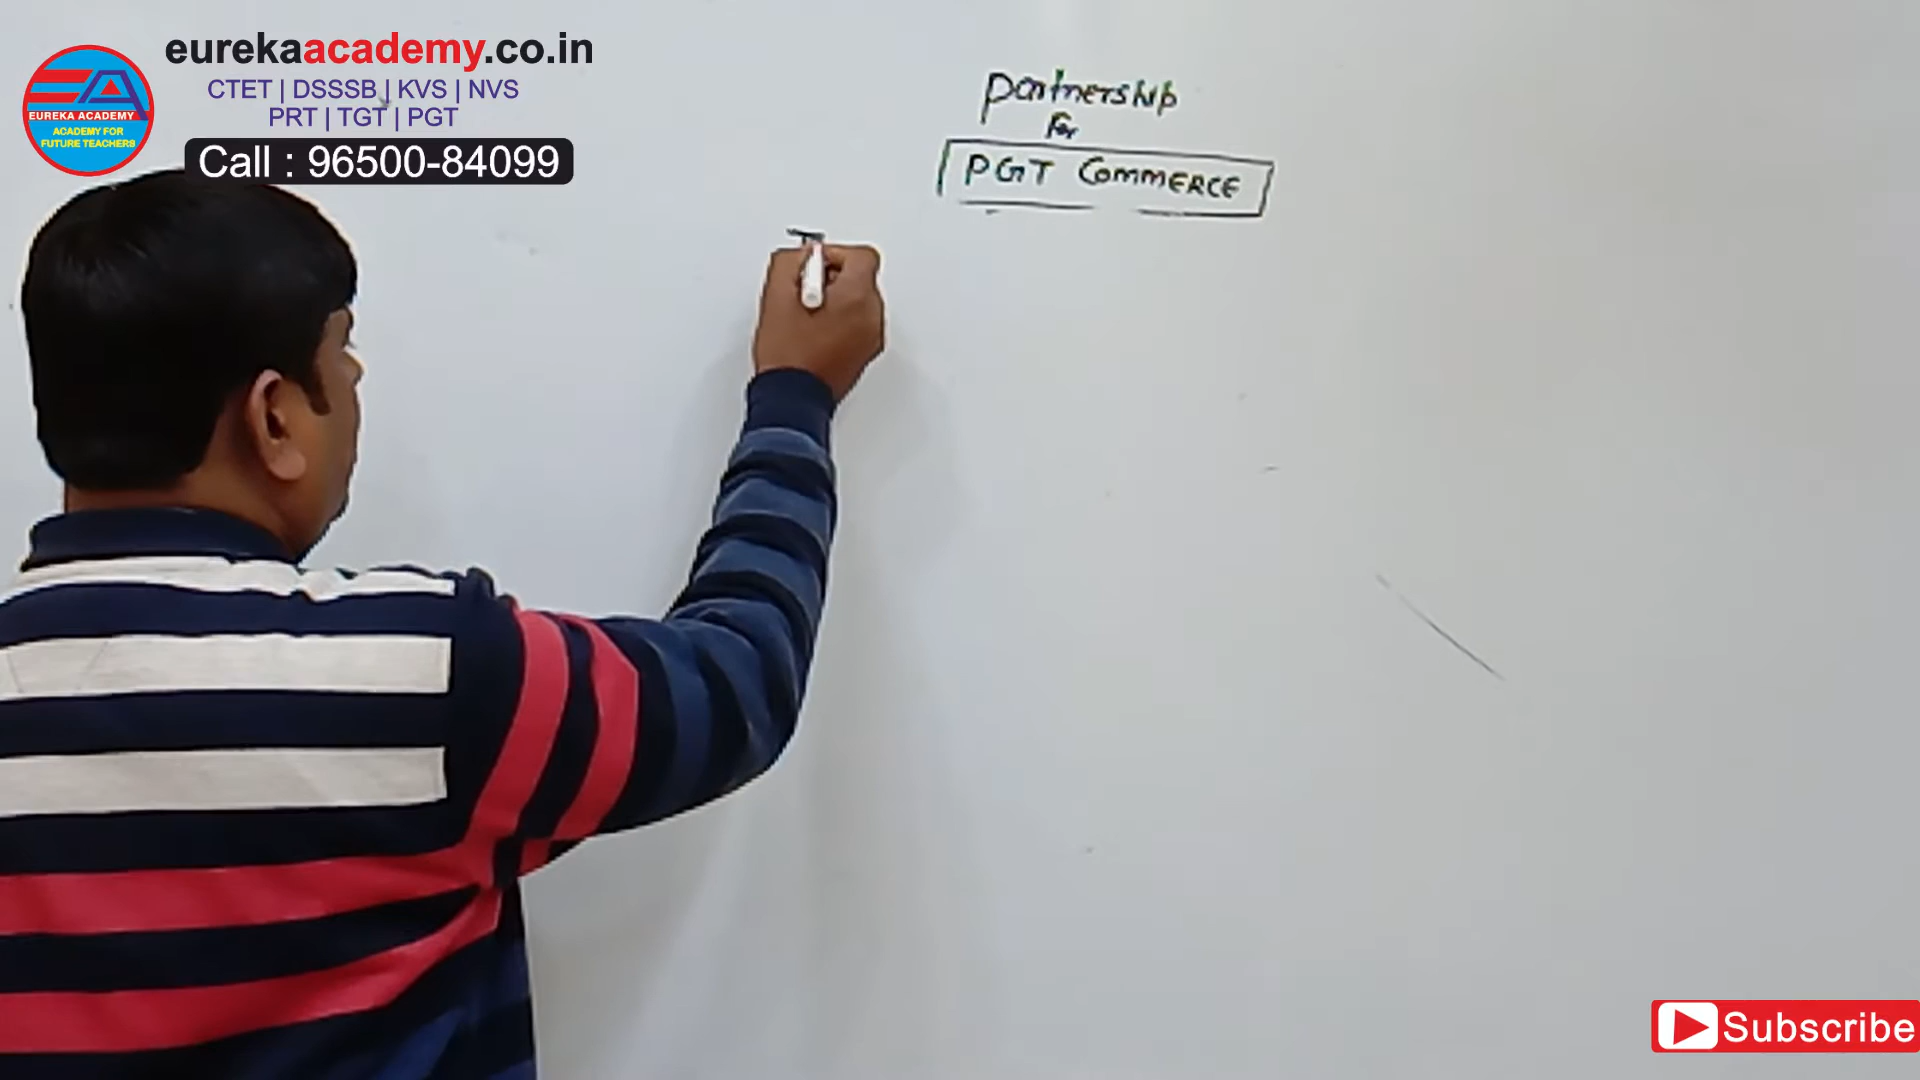 eurekaacademy.co.in
CTET | DSSSB | KVS | NVS
PRT | TGT | PGT
Call : 96500-84099
EUREKA ACADEMY
ACADEMY FOR
FUTURE TEACHERS
Partnership
For
PGT COMMERCE
Subscribe